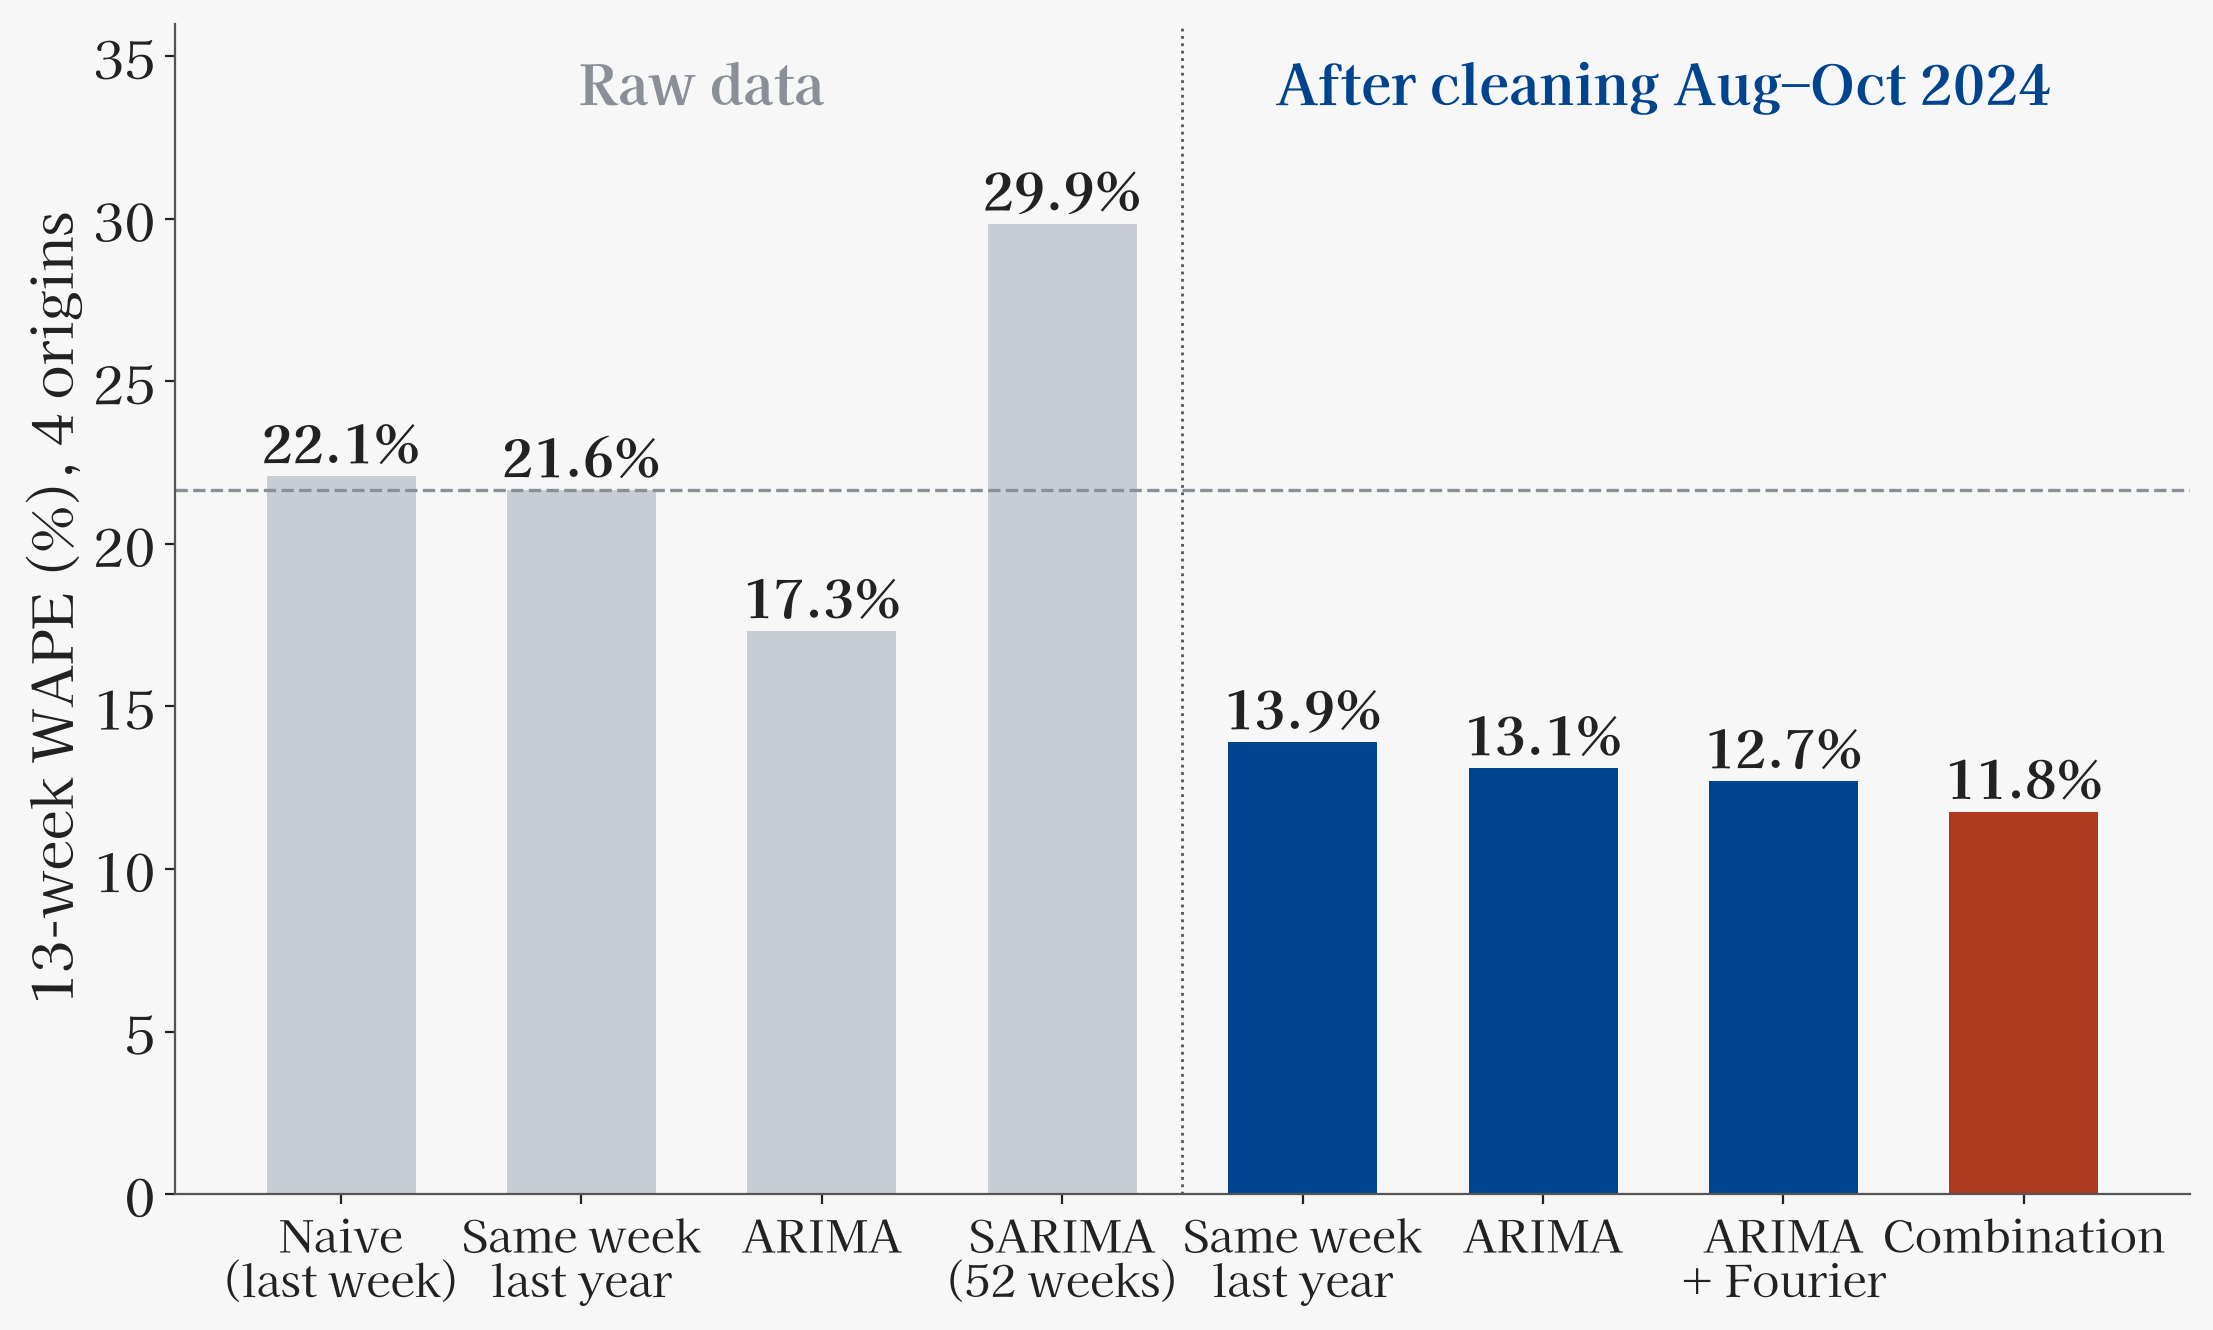 Raw data
After cleaning Aug–Oct 2024
13-week WAPE (%), 4 origins
35
30
25
20
15
10
5
0
22.1%
21.6%
17.3%
29.9%
13.9%
13.1%
12.7%
11.8%
Naive
(last week)
Same week
last year
ARIMA
SARIMA
(52 weeks)
Same week
last year
ARIMA
ARIMA
+ Fourier
Combination